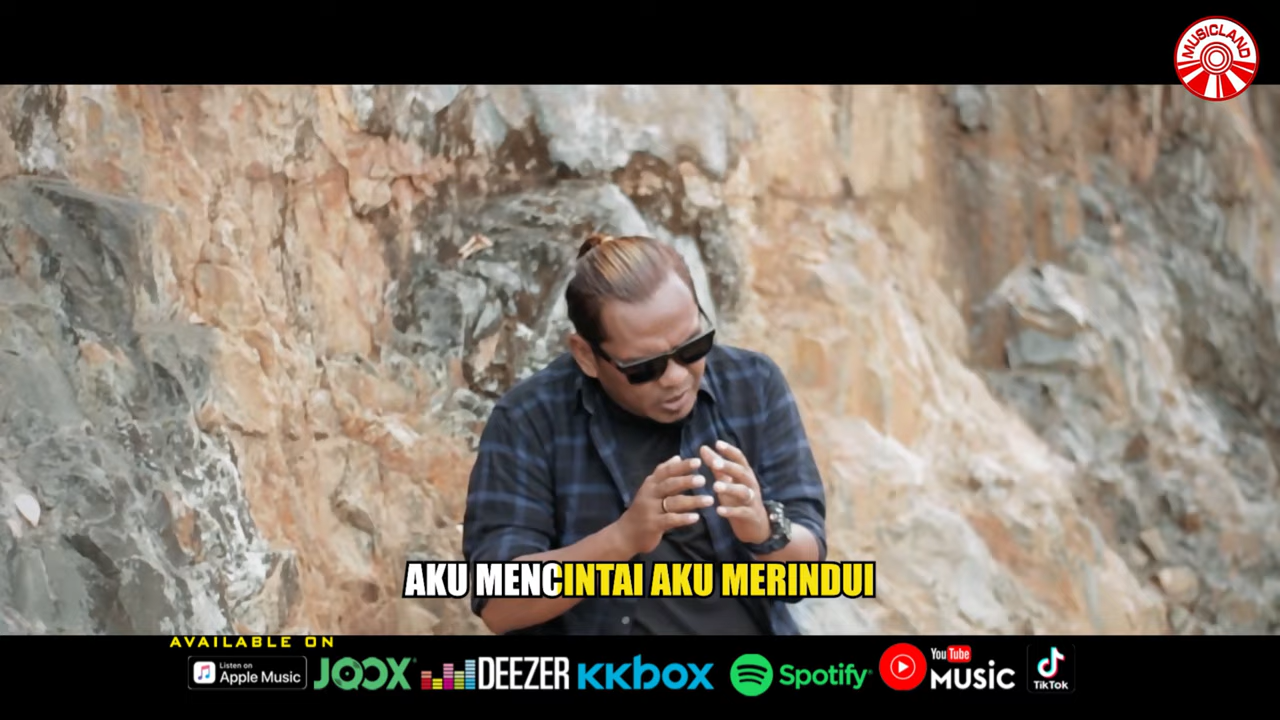 MUSICLAND
AKU MENCINTAI AKU MERINDUI
AVAILABLE ON
Listen on
Apple Music
JOOX
DEEZER
KKBOX
Spotify
YouTube
MUSIC
TikTok